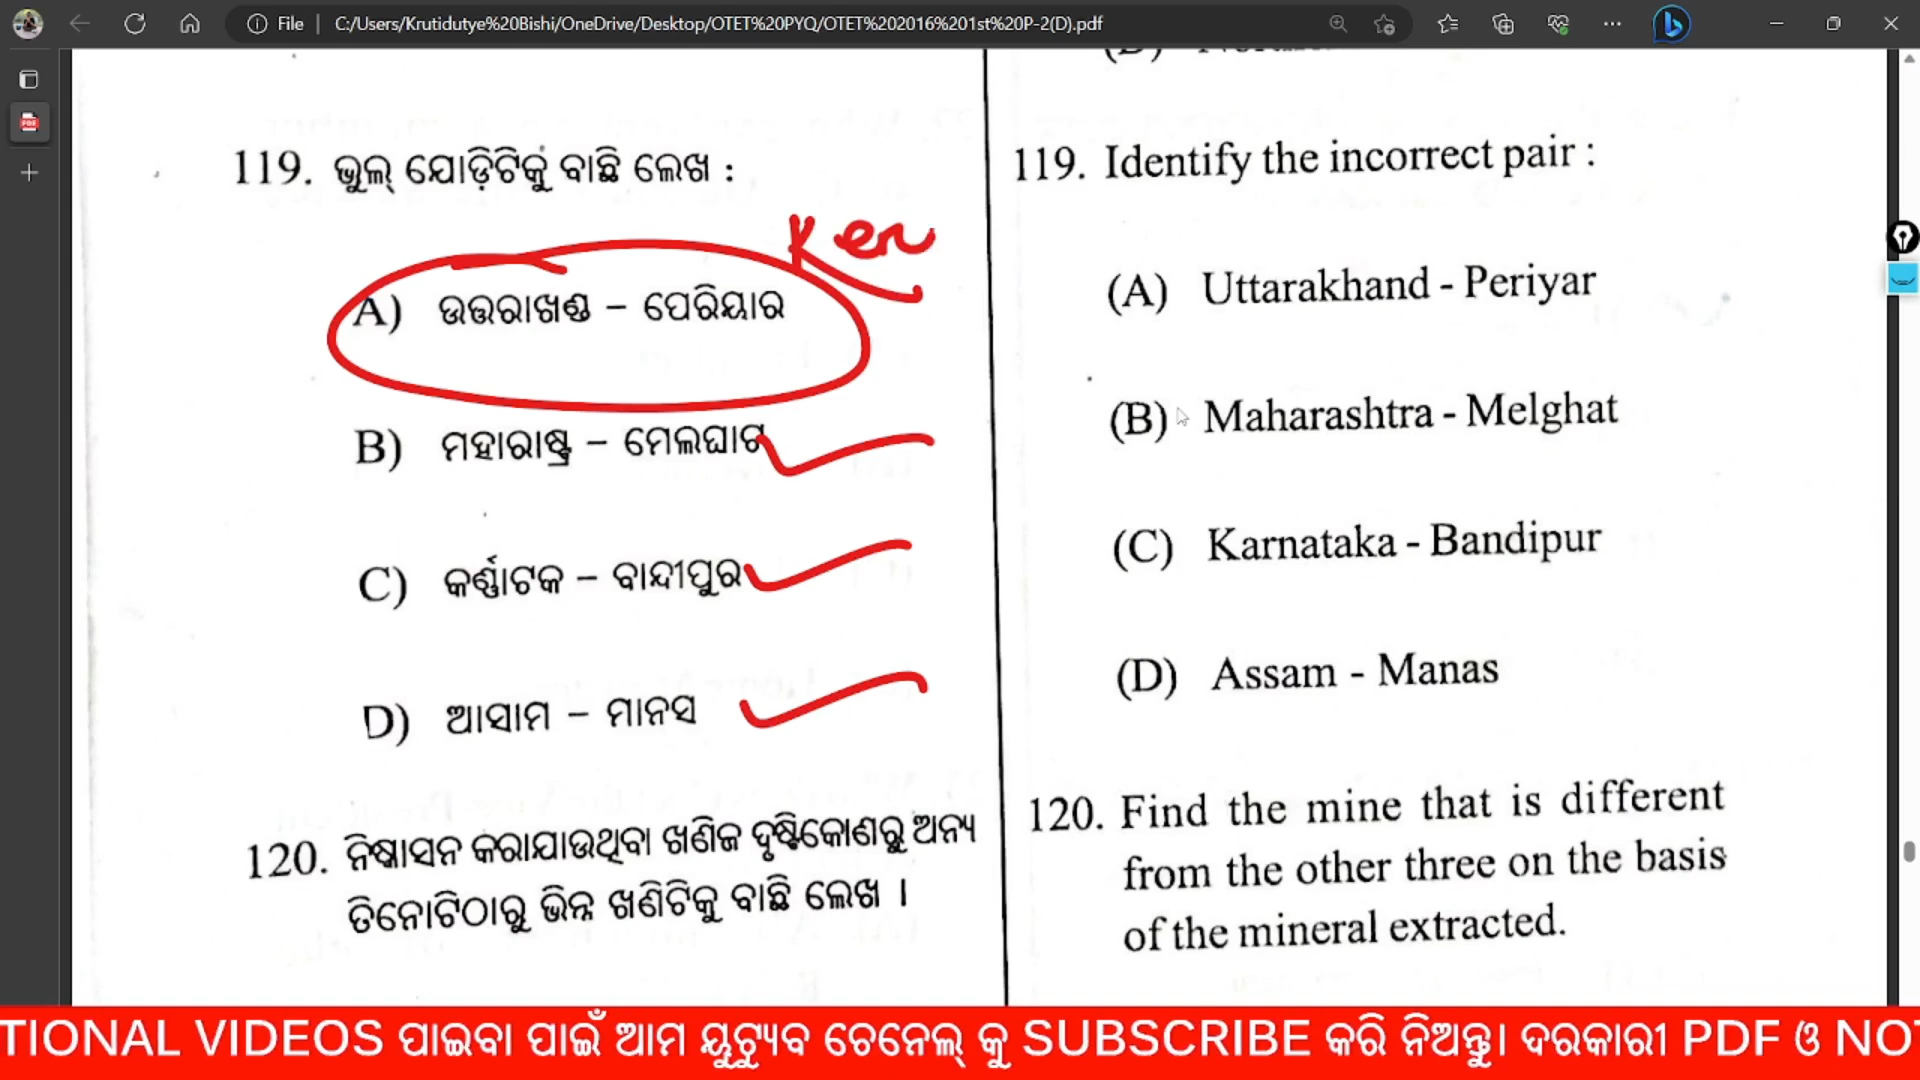 File
C:/Users/Krutidutye%20Bishi/OneDrive/Desktop/OTET%20PYQ/OTET%202016%201st%20P-2(D).pdf
119. ଭୁଲ୍ ଯୋଡ଼ିଟିକୁ ବାଛି ଲେଖ :
Ker
A) ଉତ୍ତରାଖଣ୍ଡ – ପେରିୟାର
B) ମହାରାଷ୍ଟ୍ର – ମେଲଘାଟ
C) କର୍ଣ୍ଣାଟକ – ବାନ୍ଦୀପୁର
D) ଆସାମ – ମାନସ
120. ନିଷ୍କାସନ କରାଯାଉଥିବା ଖଣିଜ ଦୃଷ୍ଟିକୋଣରୁ ଅନ୍ୟ
ତିନୋଟିଠାରୁ ଭିନ୍ନ ଖଣିଟିକୁ ବାଛି ଲେଖ ।
119. Identify the incorrect pair :
(A) Uttarakhand - Periyar
(B) Maharashtra - Melghat
(C) Karnataka - Bandipur
(D) Assam - Manas
120. Find the mine that is different
from the other three on the basis
of the mineral extracted.
TIONAL VIDEOS ପାଇବା ପାଇଁ ଆମ ୟୁଟ୍ୟୁବ ଚେନେଲ୍ କୁ SUBSCRIBE କରି ନିଅନ୍ତୁ। ଦରକାରୀ PDF ଓ NO